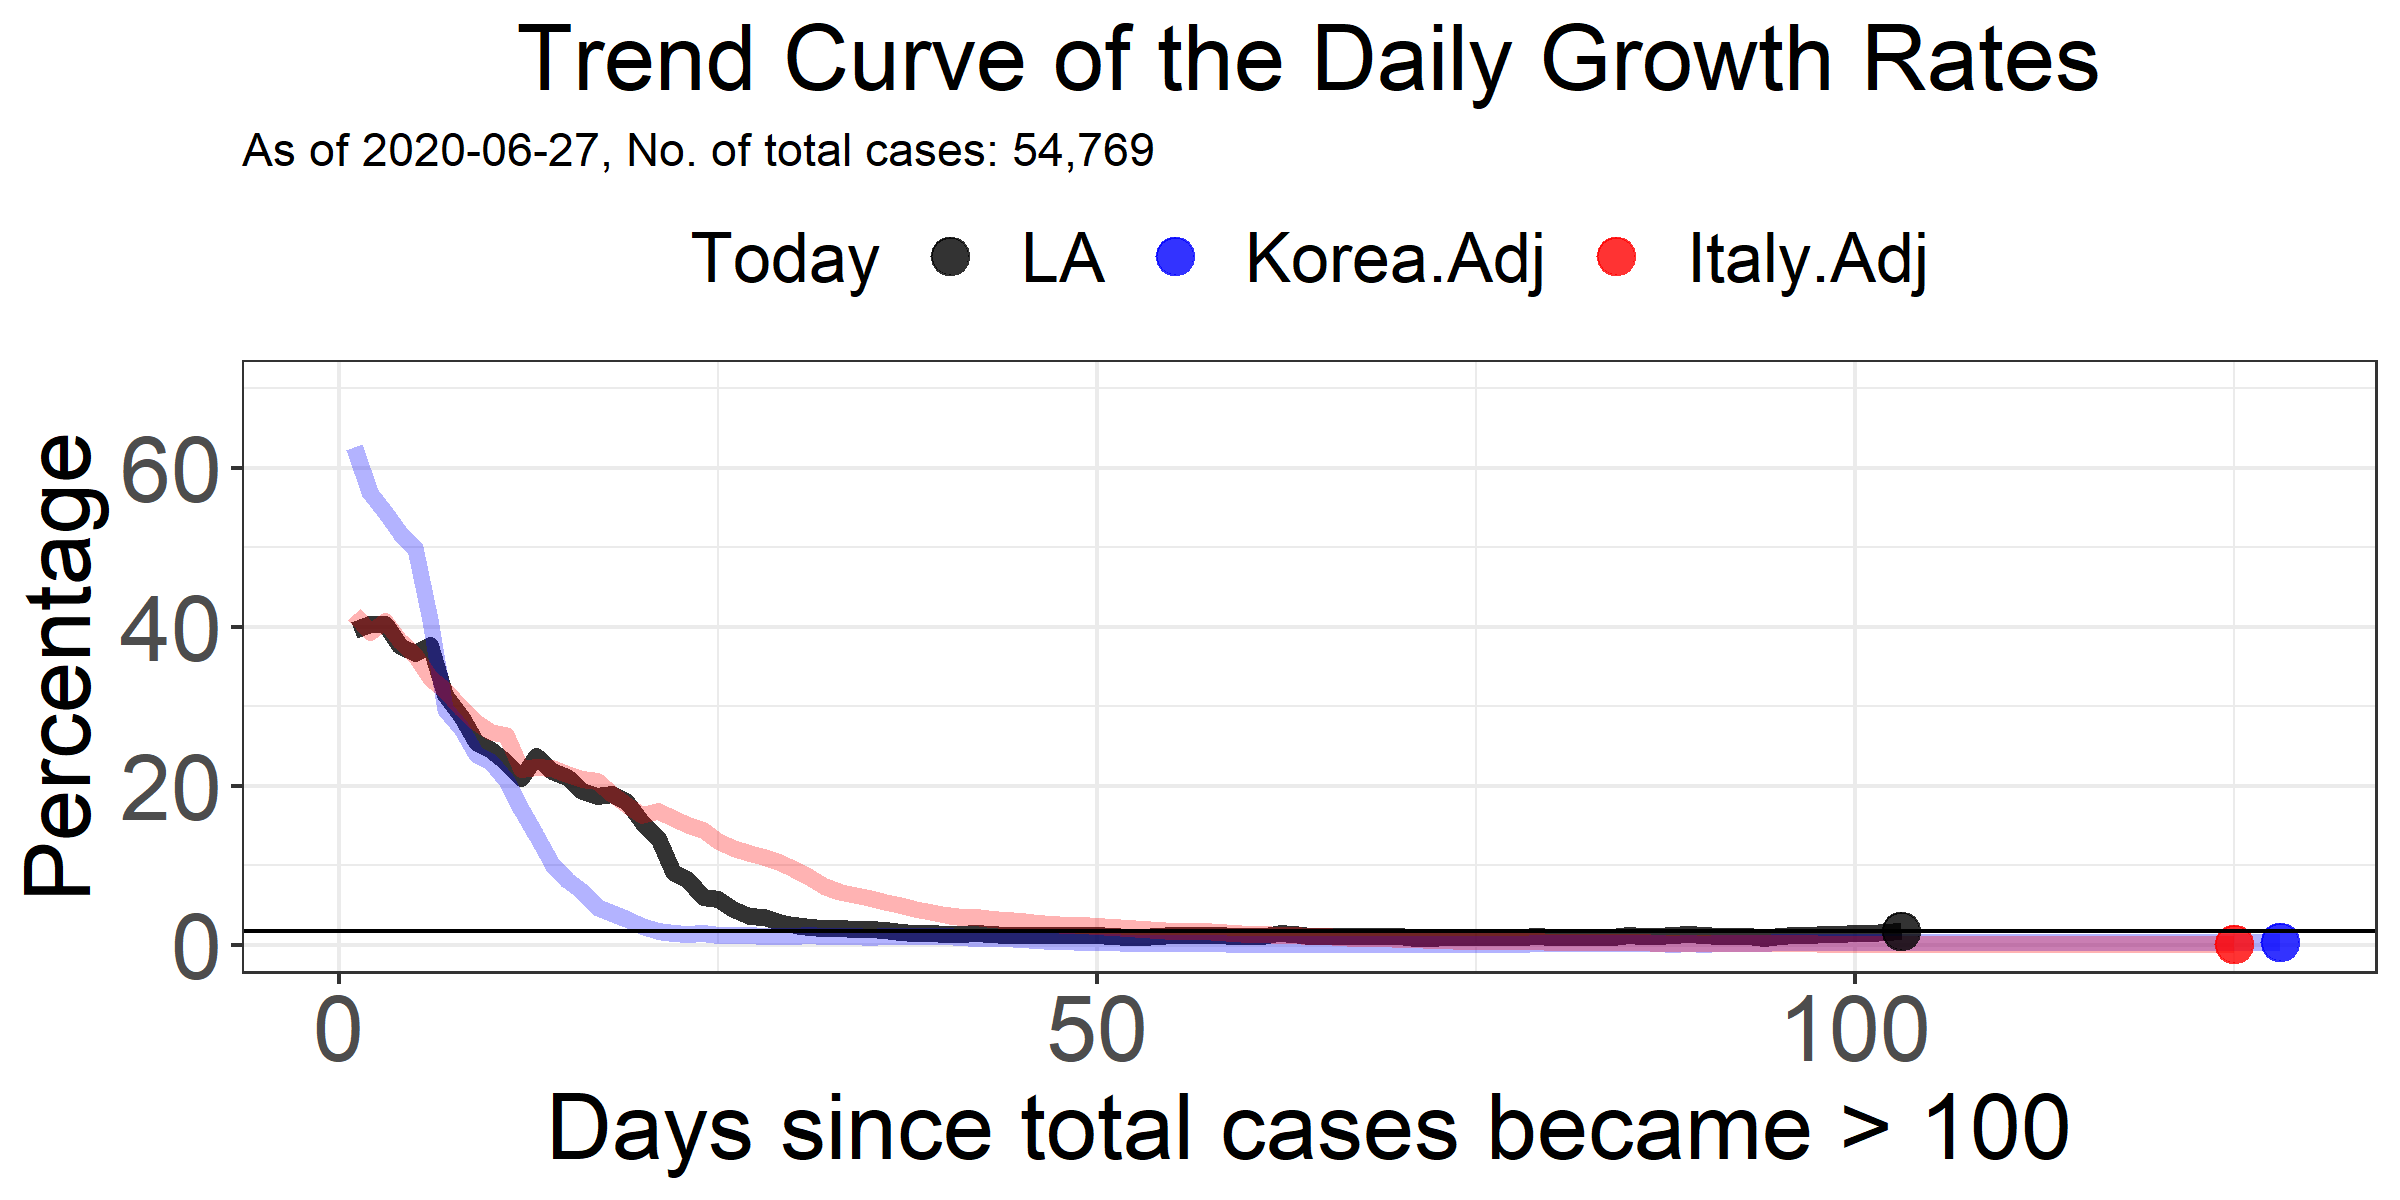 Trend Curve of the Daily Growth Rates
As of 2020-06-27, No. of total cases: 54,769
Today LA Korea.Adj Italy.Adj
Percentage
60
40
20
0
0 50 100
Days since total cases became > 100